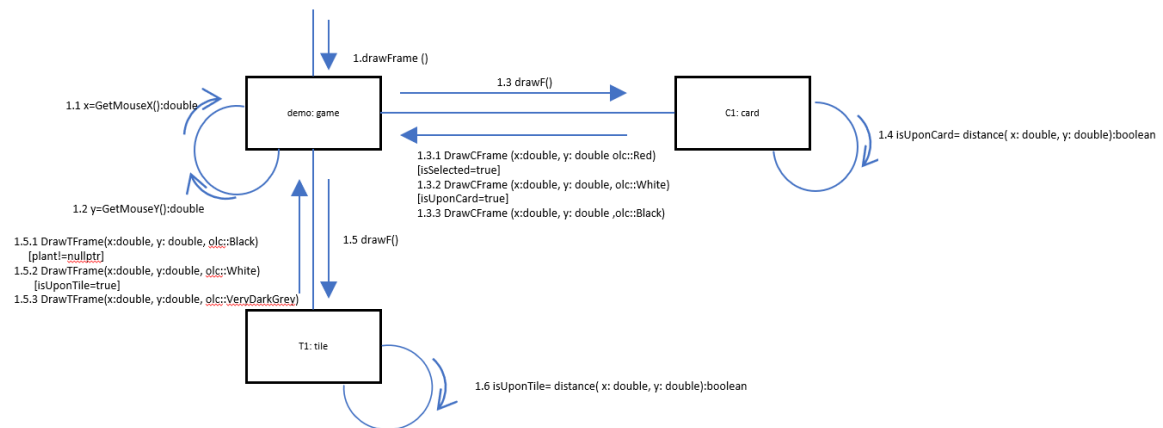 1.drawFrame ()
1.3 drawF()
1.1 x=GetMouseX():double
demo: game
C1: card
1.4 isUponCard= distance( x: double, y: double):boolean
1.3.1 DrawCFrame (x:double, y: double olc::Red)
[isSelected=true]
1.3.2 DrawCFrame (x:double, y: double, olc::White)
[isUponCard=true]
1.3.3 DrawCFrame (x:double, y: double ,olc::Black)
1.2 y=GetMouseY():double
1.5.1 DrawTFrame(x:double, y: double, olc::Black)
[plant!=nullptr]
1.5.2 DrawTFrame(x:double, y:double, olc::White)
[isUponTile=true]
1.5.3 DrawTFrame(x:double, y:double, olc::VeryDarkGrey)
1.5 drawF()
T1: tile
1.6 isUponTile= distance( x: double, y: double):boolean